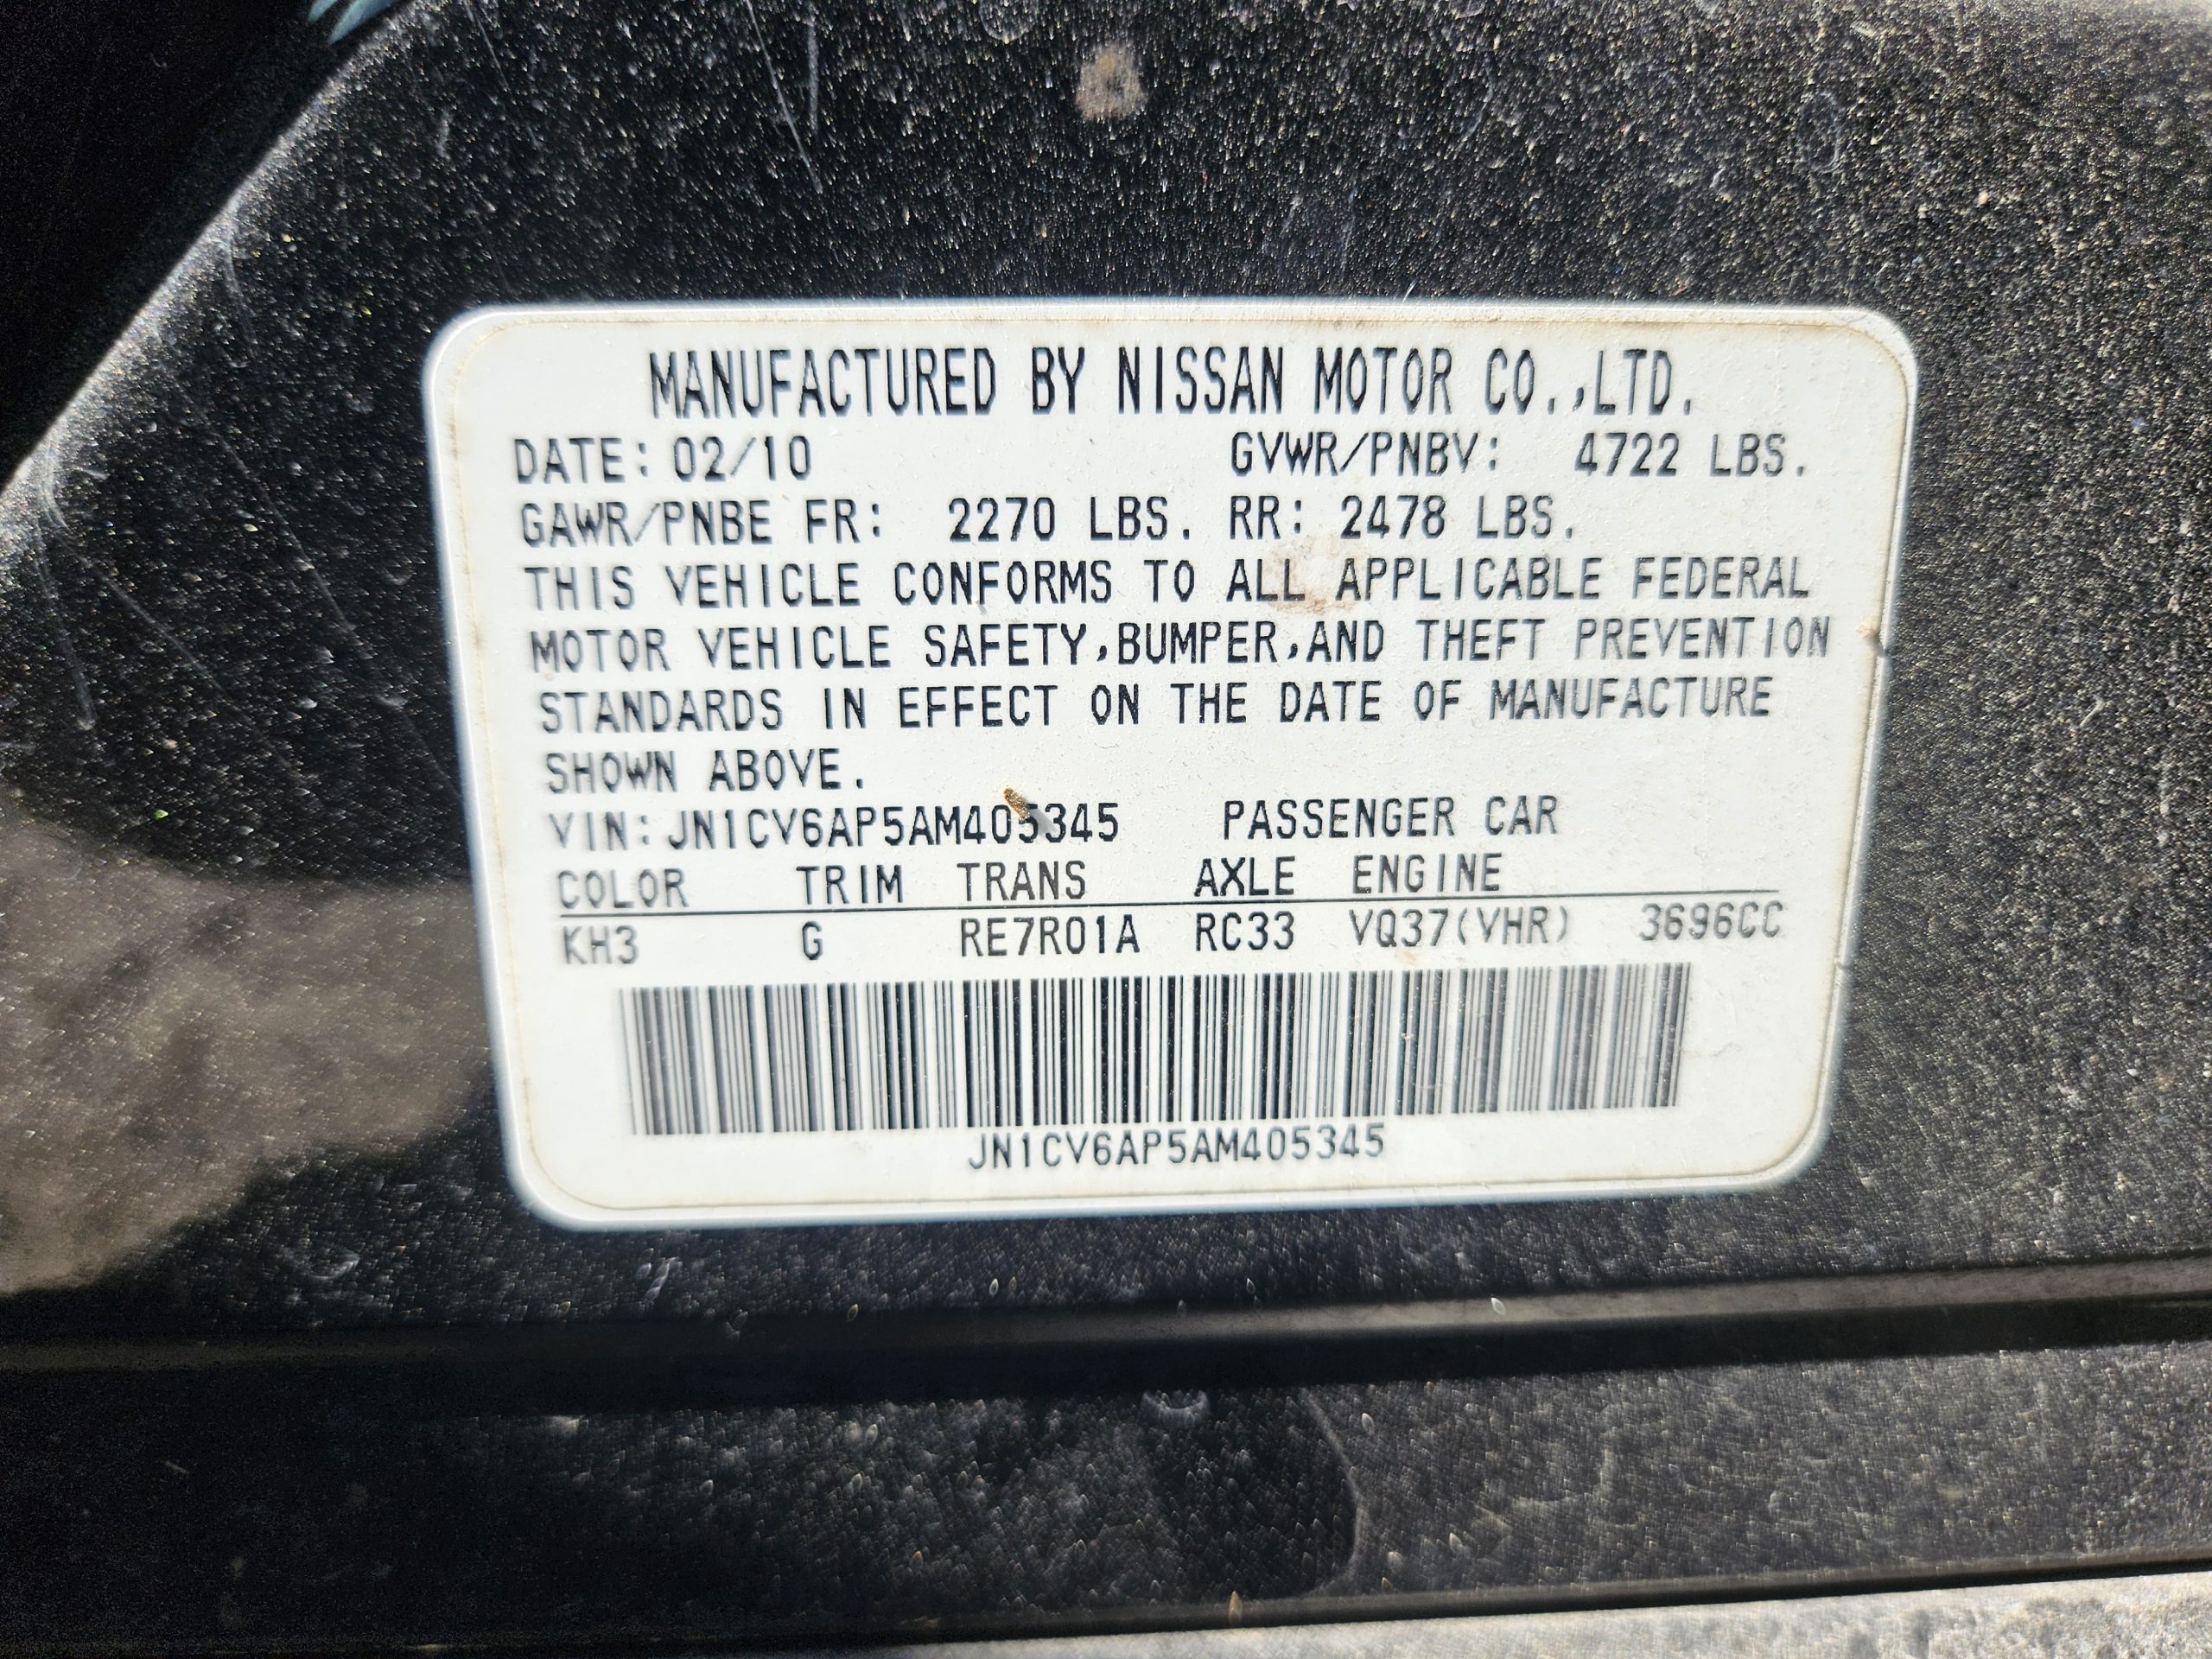 MANUFACTURED BY NISSAN MOTOR CO.,LTD.
DATE: 02/10 GVWR/PNBV: 4722 LBS.
GAWR/PNBE FR: 2270 LBS. RR: 2478 LBS.
THIS VEHICLE CONFORMS TO ALL APPLICABLE FEDERAL
MOTOR VEHICLE SAFETY,BUMPER,AND THEFT PREVENTION
STANDARDS IN EFFECT ON THE DATE OF MANUFACTURE
SHOWN ABOVE.
VIN:JN1CV6AP5AM405345 PASSENGER CAR
COLOR TRIM TRANS AXLE ENGINE
KH3 G RE7R01A RC33 VQ37(VHR) 3696CC
JN1CV6AP5AM405345